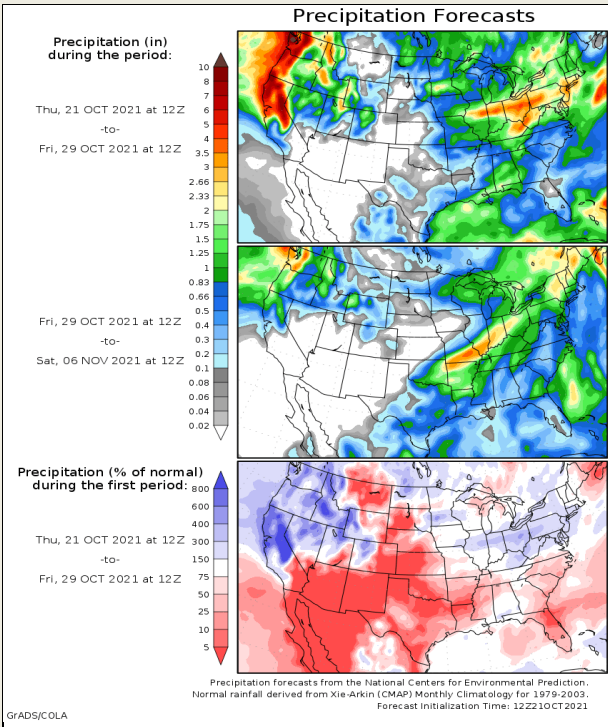 Precipitation Forecasts
Precipitation (in)
during the period:
Thu, 21 OCT 2021 at 12Z
-to-
Fri, 29 OCT 2021 at 12Z
10
8
7
6
5
4
3.5
3
2.66
2.33
2
1.75
1.5
1.25
1
0.83
0.66
0.5
0.4
0.3
0.2
0.1
0.08
0.06
0.04
0.02
Fri, 29 OCT 2021 at 12Z
-to-
Sat, 06 NOV 2021 at 12Z
Precipitation (% of normal)
during the first period:
Thu, 21 OCT 2021 at 12Z
-to-
Fri, 29 OCT 2021 at 12Z
800
600
400
300
150
75
50
25
10
5
Precipitation forecasts from the National Centers for Environmental Prediction.
Normal rainfall derived from Xie-Arkin (CMAP) Monthly Climatology for 1979-2003.
Forecast Initialization Time: 12Z21OCT2021
GrADS/COLA